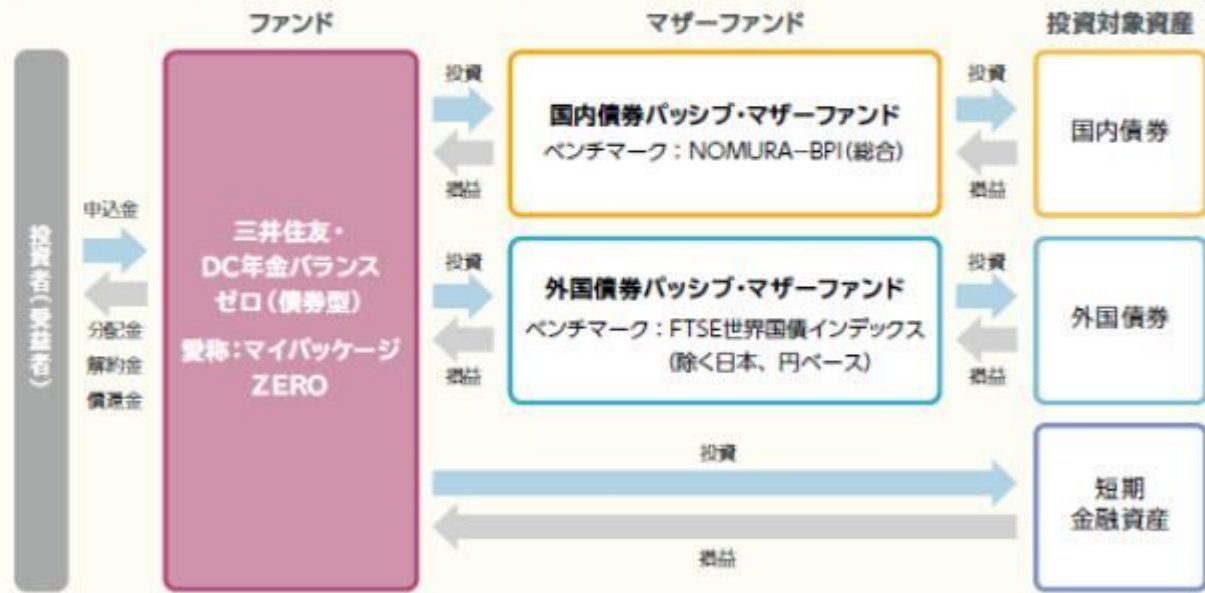 ファンド
マザーファンド
投資対象資産
投資者(受益者)
申込金
分配金
解約金
償還金
三井住友・
DC年金バランス
ゼロ(債券型)
愛称:マイパッケージ
ZERO
投資
損益
国内債券パッシブ・マザーファンド
ベンチマーク:NOMURA-BPI(総合)
投資
損益
国内債券
投資
損益
外国債券パッシブ・マザーファンド
ベンチマーク:FTSE世界国債インデックス
(除く日本、円ベース)
投資
損益
外国債券
投資
損益
短期
金融資産